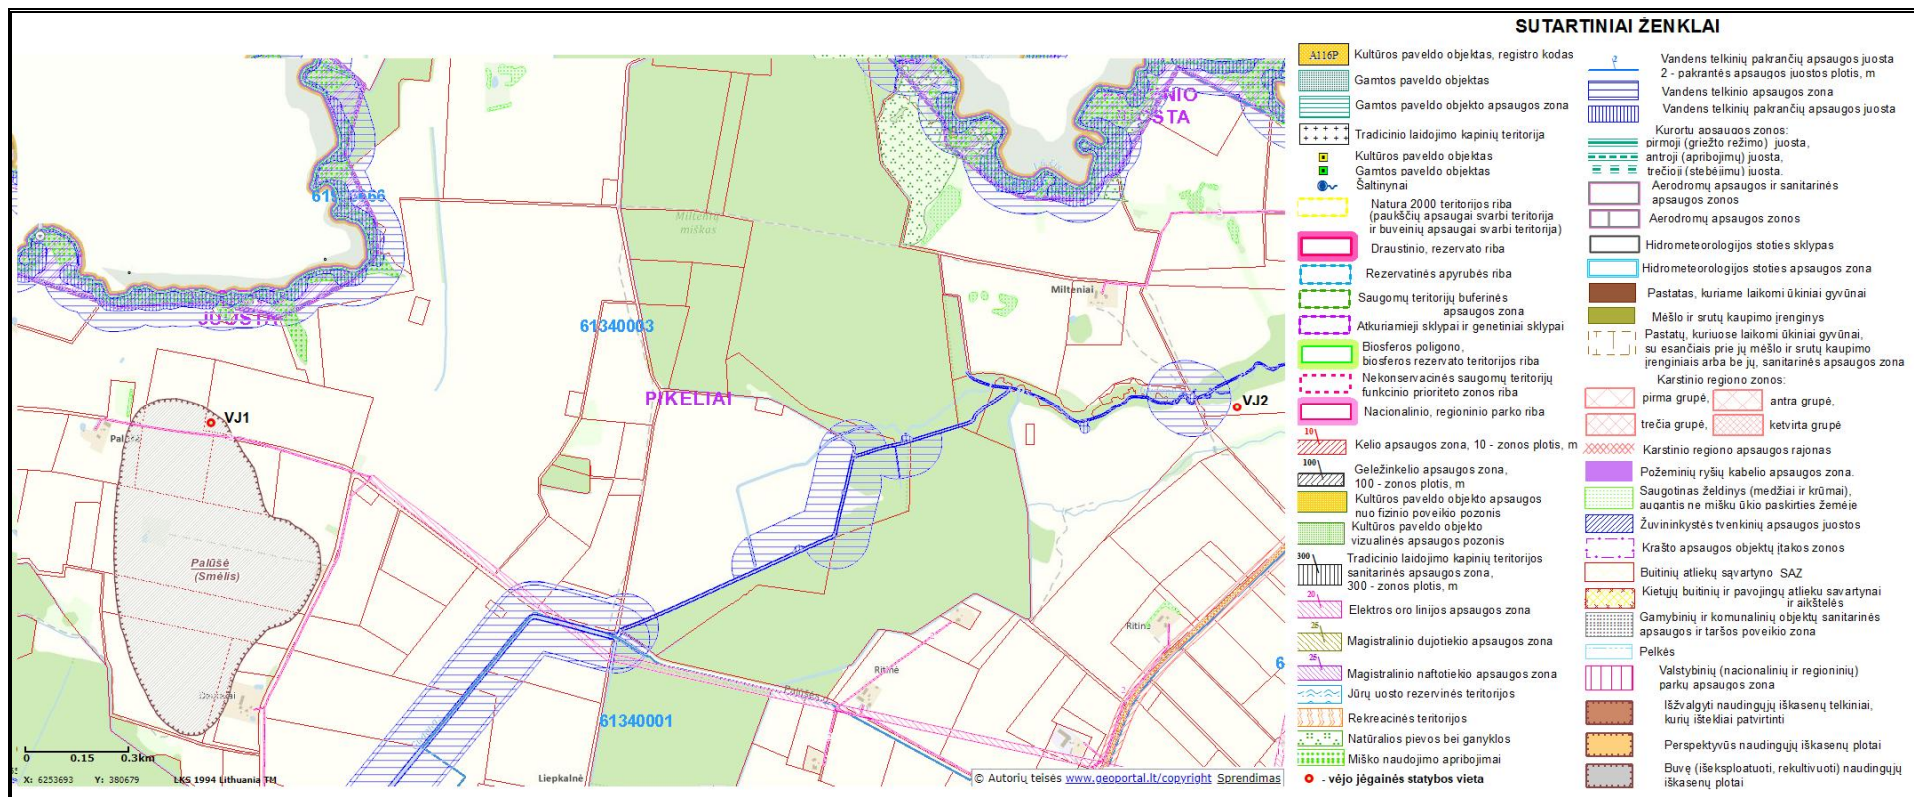 NIO
STA
61340003
Miltenių
miškas
Milteniai
JUOSTA
PIKELIAI
VJ1
VJ2
Palūšė
(Smėlis)
Ritinė
Ritinė
61340001
6
Liepkalnė
0 0.15 0.3km
X: 6253693 Y: 380679 LKS 1994 Lithuania TM
© Autorių teisės www.geoportal.lt/copyright Sprendimas
SUTARTINIAI ŽENKLAI
A116P Kultūros paveldo objektas, registro kodas
Gamtos paveldo objektas
Gamtos paveldo objekto apsaugos zona
Tradicinio laidojimo kapinių teritorija
Kultūros paveldo objektas
Gamtos paveldo objektas
Šaltinynai
Natura 2000 teritorijos riba
(paukščių apsaugai svarbi teritorija
ir buveinių apsaugai svarbi teritorija)
Draustinio, rezervato riba
Rezervatinės apyrubės riba
Saugomų teritorijų buferinės
apsaugos zona
Atkuriamieji sklypai ir genetiniai sklypai
Biosferos poligono,
biosferos rezervato teritorijos riba
Nekonservacinės saugomų teritorijų
funkcinio prioriteto zonos riba
Nacionalinio, regioninio parko riba
10 Kelio apsaugos zona, 10 - zonos plotis, m
100 Geležinkelio apsaugos zona,
100 - zonos plotis, m
Kultūros paveldo objekto apsaugos
nuo fizinio poveikio pozonis
Kultūros paveldo objekto
vizualinės apsaugos pozonis
300 Tradicinio laidojimo kapinių teritorijos
sanitarinės apsaugos zona,
300 - zonos plotis, m
20 Elektros oro linijos apsaugos zona
25 Magistralinio dujotiekio apsaugos zona
25 Magistralinio naftotiekio apsaugos zona
Jūrų uosto rezervinės teritorijos
Rekreacinės teritorijos
Natūralios pievos bei ganyklos
Miško naudojimo apribojimai
- vėjo jėgainės statybos vieta
2 Vandens telkinių pakrančių apsaugos juosta
2 - pakrantės apsaugos juostos plotis, m
Vandens telkinio apsaugos zona
Vandens telkinių pakrančių apsaugos juosta
Kurortu apsaugos zonos:
pirmoji (griežto režimo) juosta,
antroji (apribojimų) juosta,
trečioji (stebėjimų) juosta.
Aerodromų apsaugos ir sanitarinės
apsaugos zonos
Aerodromų apsaugos zonos
Hidrometeorologijos stoties sklypas
Hidrometeorologijos stoties apsaugos zona
Pastatas, kuriame laikomi ūkiniai gyvūnai
Mėšlo ir srutų kaupimo įrenginys
Pastatų, kuriuose laikomi ūkiniai gyvūnai,
su esančiais prie jų mėšlo ir srutų kaupimo
įrenginiais arba be jų, sanitarinės apsaugos zona
Karstinio regiono zonos:
pirma grupė, antra grupė,
trečia grupė, ketvirta grupė
Karstinio regiono apsaugos rajonas
Požeminių ryšių kabelio apsaugos zona.
Saugotinas želdinys (medžiai ir krūmai),
augantis ne miškų ūkio paskirties žemėje
Žuvininkystės tvenkinių apsaugos juostos
Krašto apsaugos objektų įtakos zonos
Buitinių atliekų sąvartyno SAZ
Kietųjų buitinių ir pavojingų atliekų savartynai
ir aikštelės
Gamybinių ir komunalinių objektų sanitarinės
apsaugos ir taršos poveikio zona
Pelkės
Valstybinių (nacionalinių ir regioninių)
parkų apsaugos zona
Išžvalgyti naudingųjų iškasenų telkiniai,
kurių ištekliai patvirtinti
Perspektyvūs naudingųjų iškasenų plotai
Buvę (išeksploatuoti, rekultivuoti) naudingųjų
iškasenų plotai